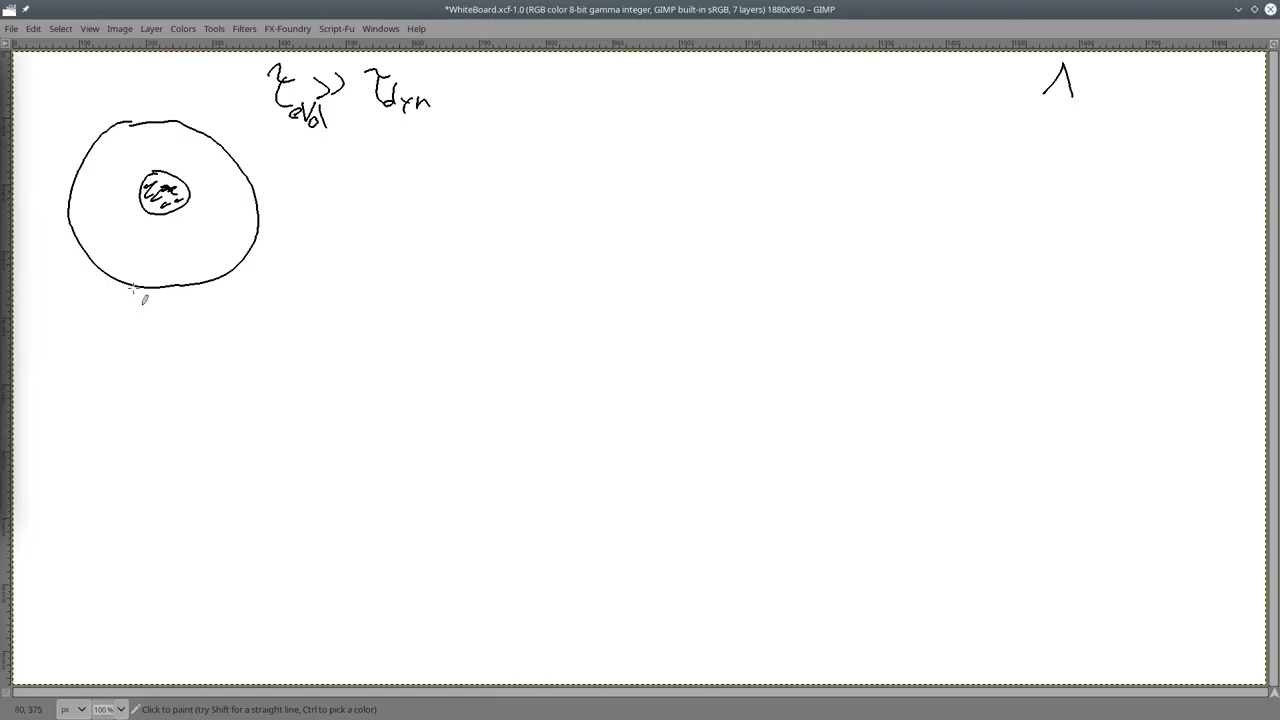 *WhiteBoard.xcf-1.0 (RGB color 8-bit gamma integer, GIMP built-in sRGB, 7 layers) 1880x950 – GIMP
File Edit Select View Image Layer Colors Tools Filters FX-Foundry Script-Fu Windows Help
τ_evol >> τ_dyn
Λ
80, 375 px 100 % Click to paint (try Shift for a straight line, Ctrl to pick a color)